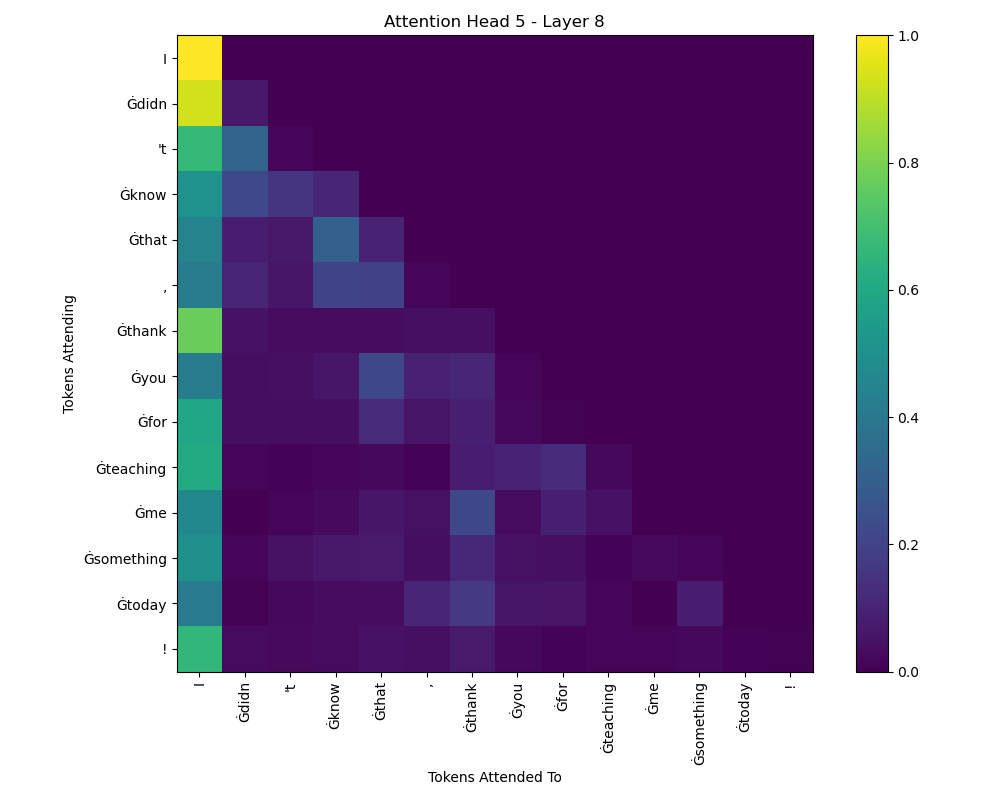 Attention Head 5 - Layer 8
I
Ġdidn
't
Ġknow
Ġthat
,
Ġthank
Ġyou
Ġfor
Ġteaching
Ġme
Ġsomething
Ġtoday
!
Tokens Attending
I
Ġdidn
't
Ġknow
Ġthat
,
Ġthank
Ġyou
Ġfor
Ġteaching
Ġme
Ġsomething
Ġtoday
!
Tokens Attended To
1.0
0.8
0.6
0.4
0.2
0.0